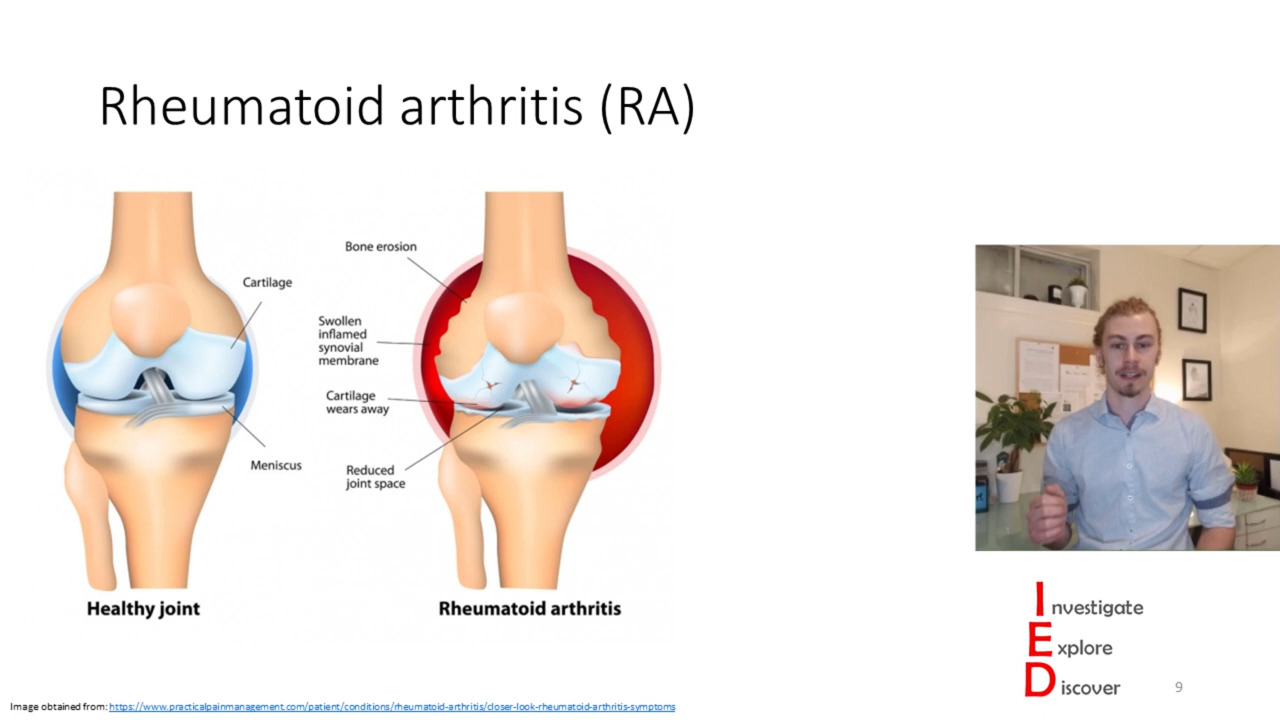 Rheumatoid arthritis (RA)
Cartilage
Meniscus
Healthy joint
Bone erosion
Swollen
inflamed
synovial
membrane
Cartilage
wears away
Reduced
joint space
Rheumatoid arthritis
Investigate
Explore
Discover
9
Image obtained from: https://www.practicalpainmanagement.com/patient/conditions/rheumatoid-arthritis/closer-look-rheumatoid-arthritis-symptoms